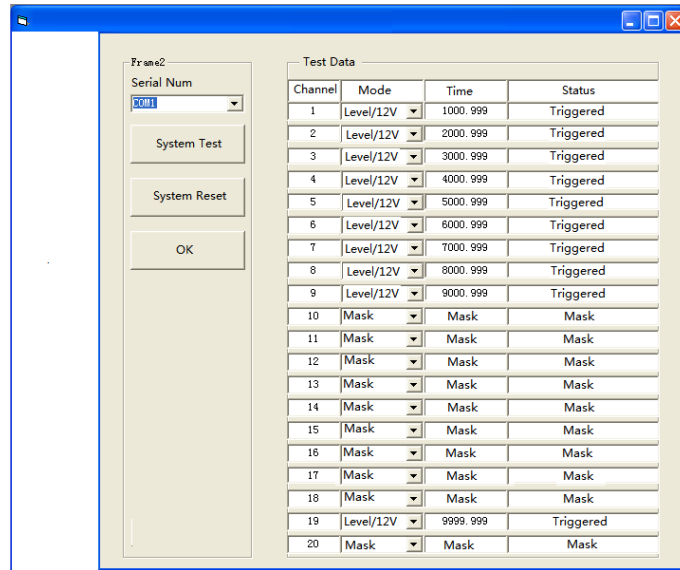 Frame2
Serial Num
COM1
System Test
System Reset
OK
Test Data
Channel Mode Time Status
1 Level/12V 1000.999 Triggered
2 Level/12V 2000.999 Triggered
3 Level/12V 3000.999 Triggered
4 Level/12V 4000.999 Triggered
5 Level/12V 5000.999 Triggered
6 Level/12V 6000.999 Triggered
7 Level/12V 7000.999 Triggered
8 Level/12V 8000.999 Triggered
9 Level/12V 9000.999 Triggered
10 Mask Mask Mask
11 Mask Mask Mask
12 Mask Mask Mask
13 Mask Mask Mask
14 Mask Mask Mask
15 Mask Mask Mask
16 Mask Mask Mask
17 Mask Mask Mask
18 Mask Mask Mask
19 Level/12V 9999.999 Triggered
20 Mask Mask Mask